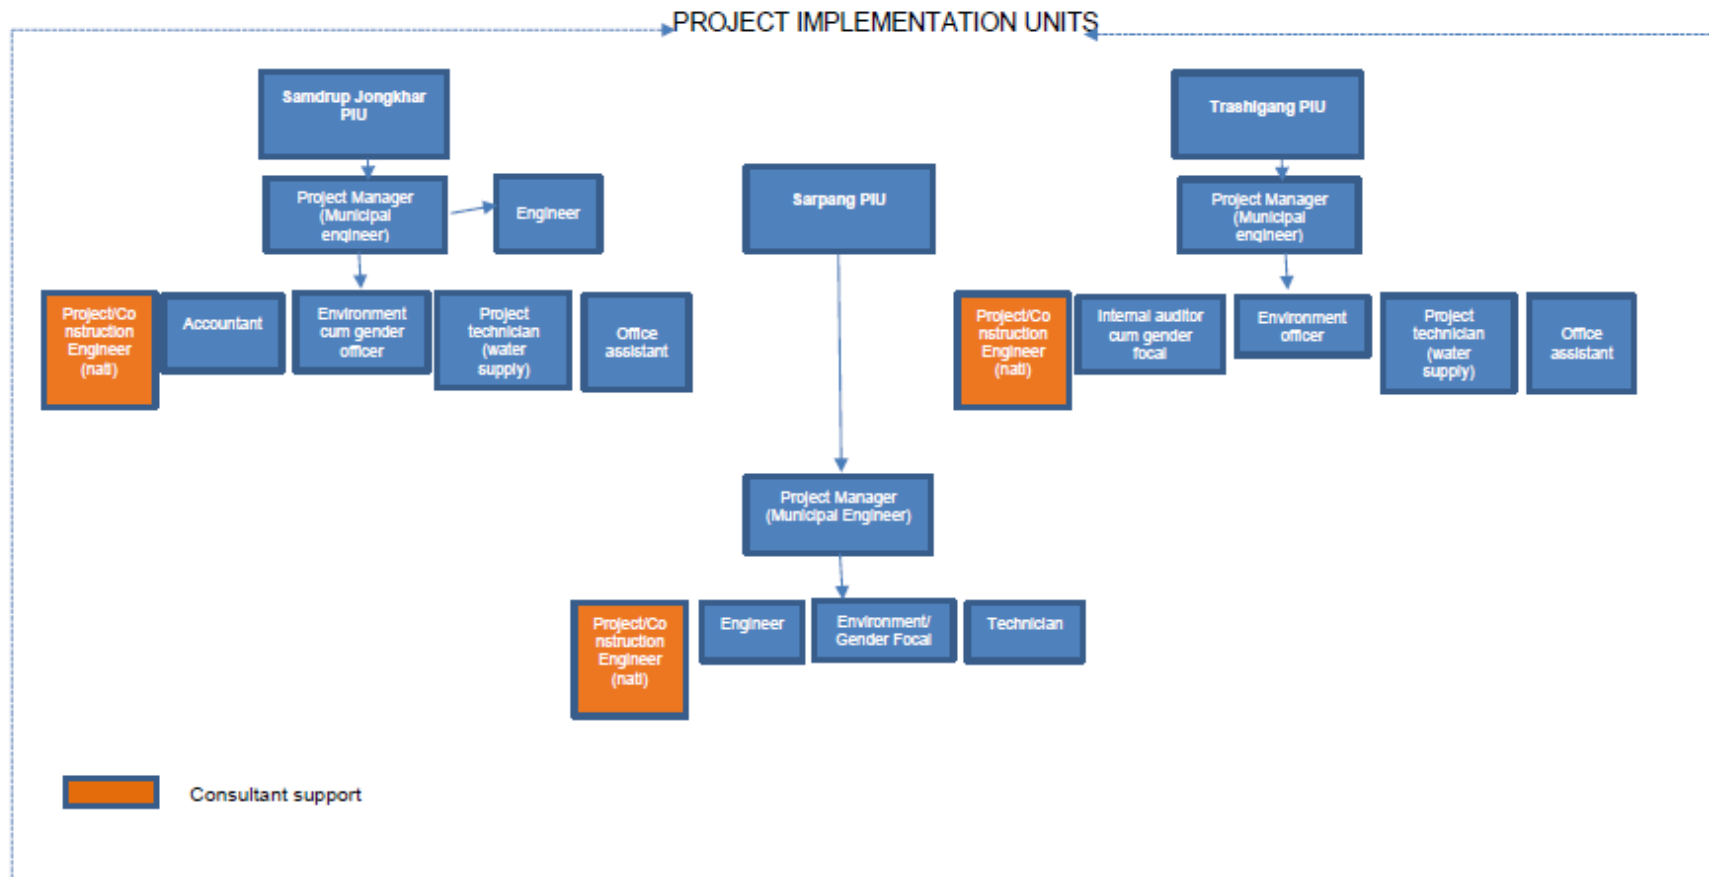 PROJECT IMPLEMENTATION UNITS
Samdrup Jongkhar
PIU
Project Manager
(Municipal
engineer)
Engineer
Project/Co
nstruction
Engineer
(natl)
Accountant
Environment
cum gender
officer
Project
technician
(water
supply)
Office
assistant
Sarpang PIU
Project Manager
(Municipal Engineer)
Project/Co
nstruction
Engineer
(natl)
Engineer
Environment/
Gender Focal
Technician
Trashigang PIU
Project Manager
(Municipal
engineer)
Project/Co
nstruction
Engineer
(natl)
Internal auditor
cum gender
focal
Environment
officer
Project
technician
(water
supply)
Office
assistant
Consultant support